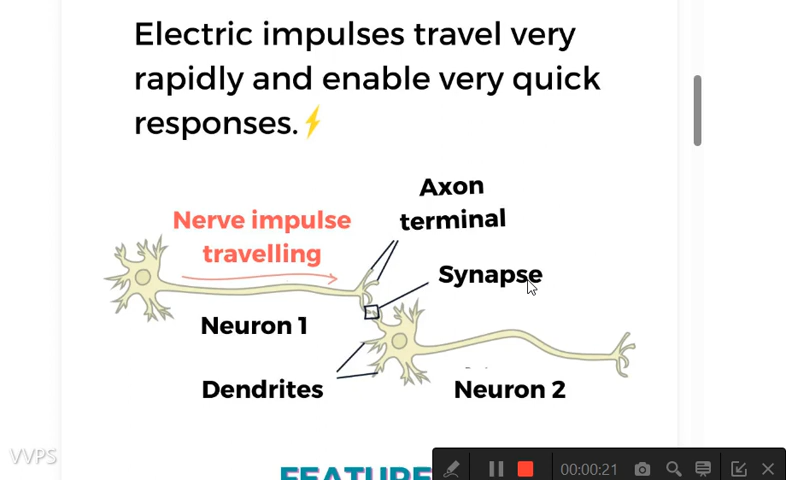 Electric impulses travel very
rapidly and enable very quick
responses.⚡
Axon
terminal
Nerve impulse
travelling
Synapse
Neuron 1
Dendrites
Neuron 2
VVPS
FEATURE
00:00:21